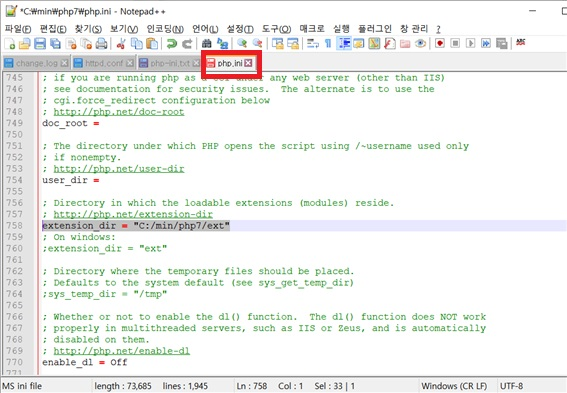 *C:\min\php7\php.ini - Notepad++
파일(F) 편집(E) 찾기(S) 보기(V) 인코딩(N) 언어(L) 설정(T) 도구(O) 매크로 실행 플러그인 창 관리 ?
change_log httpd.conf php-ini.txt php.ini
745 ; if you are running php as a CGI under any web server (other than IIS)
746 ; see documentation for security issues.  The alternate is to use the
747 ; cgi.force_redirect configuration below
748 ; http://php.net/doc-root
749 doc_root =
750
751 ; The directory under which PHP opens the script using /~username used only
752 ; if nonempty.
753 ; http://php.net/user-dir
754 user_dir =
755
756 ; Directory in which the loadable extensions (modules) reside.
757 ; http://php.net/extension-dir
758 extension_dir = "C:/min/php7/ext"
759 ; On windows:
760 ;extension_dir = "ext"
761
762 ; Directory where the temporary files should be placed.
763 ; Defaults to the system default (see sys_get_temp_dir)
764 ;sys_temp_dir = "/tmp"
765
766 ; Whether or not to enable the dl() function.  The dl() function does NOT work
767 ; properly in multithreaded servers, such as IIS or Zeus, and is automatically
768 ; disabled on them.
769 ; http://php.net/enable-dl
770 enable_dl = Off
MS ini file length : 73,685 lines : 1,945 Ln : 758 Col : 1 Sel : 33 | 1 Windows (CR LF) UTF-8